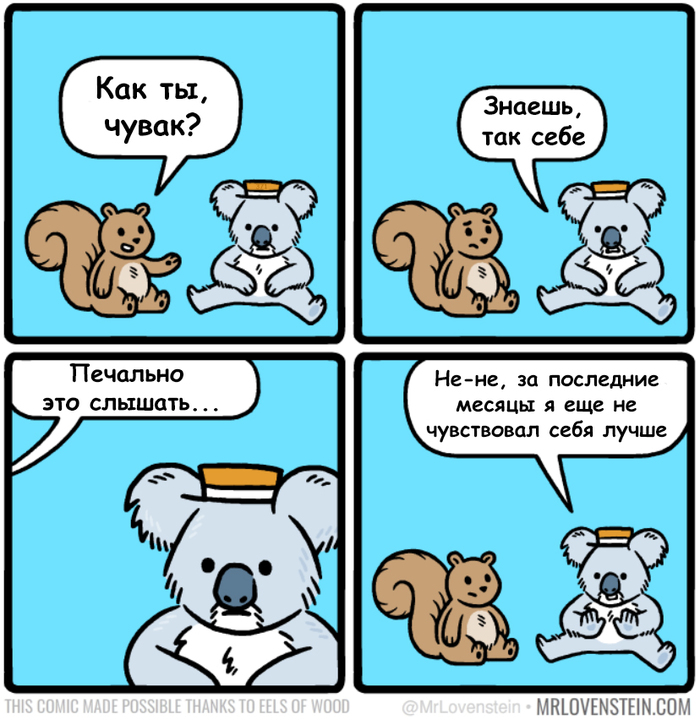 Как ты,
чувак?
Знаешь,
так себе
Печально
это слышать...
Не-не, за последние
месяцы я еще не
чувствовал себя лучше
THIS COMIC MADE POSSIBLE THANKS TO EELS OF WOOD
@MrLovenstein • MRLOVENSTEIN.COM